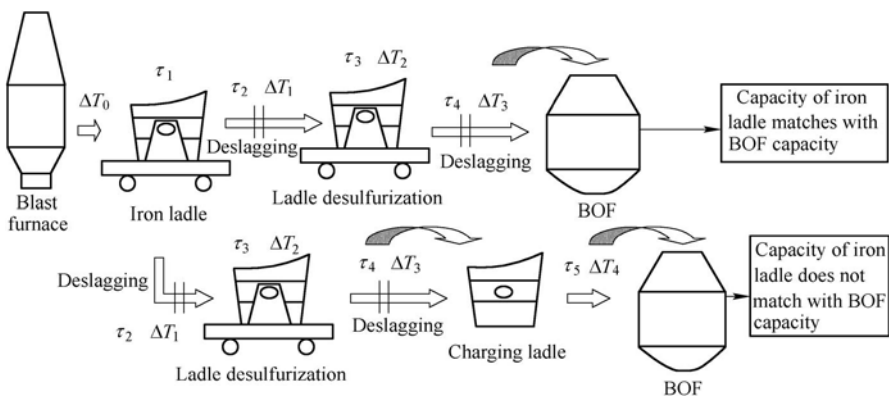 ΔT₀
τ₁
τ₂ ΔT₁
τ₃ ΔT₂
τ₄ ΔT₃
Deslagging
Deslagging
Blast
furnace
Iron ladle
Ladle desulfurization
BOF
Capacity of iron
ladle matches with
BOF capacity
Deslagging
τ₂ ΔT₁
τ₃ ΔT₂
τ₄ ΔT₃
τ₅ ΔT₄
Deslagging
Ladle desulfurization
Charging ladle
BOF
Capacity of iron
ladle does not
match with BOF
capacity